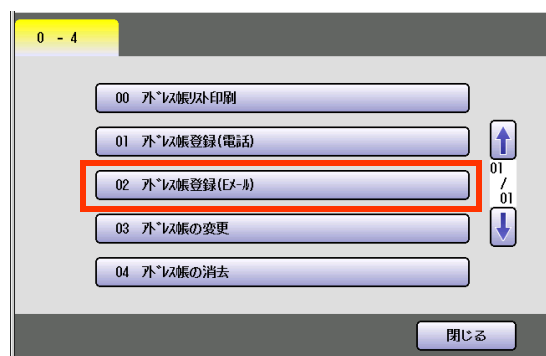 0 - 4
00 ｱﾄﾞﾚｽ帳ﾘｽﾄ印刷
01 ｱﾄﾞﾚｽ帳登録(電話)
02 ｱﾄﾞﾚｽ帳登録(Eﾒｰﾙ)
03 ｱﾄﾞﾚｽ帳の変更
04 ｱﾄﾞﾚｽ帳の消去
01
/
01
閉じる